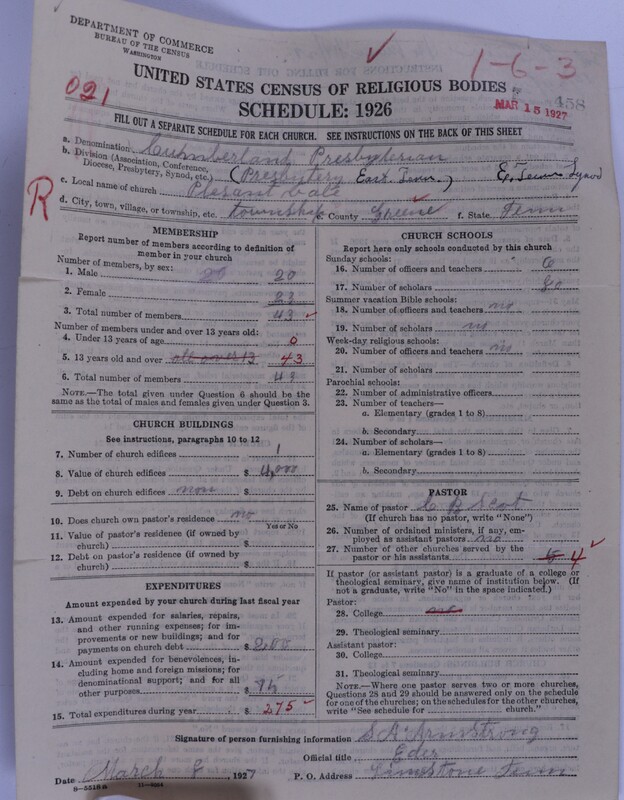 DEPARTMENT OF COMMERCE
BUREAU OF THE CENSUS
WASHINGTON
1-6-3
UNITED STATES CENSUS OF RELIGIOUS BODIES
458
MAR 15 1927
021
SCHEDULE: 1926
FILL OUT A SEPARATE SCHEDULE FOR EACH CHURCH. SEE INSTRUCTIONS ON THE BACK OF THIS SHEET
a. Denomination Cumberland Presbyterian
b. Division (Association, Conference, Diocese, Presbytery, Synod, etc.) (Presbytery East Tenn.) E. Tenn Synod
R
c. Local name of church Plesant Vale
d. City, town, village, or township, etc. township e. County Greene f. State Tenn
MEMBERSHIP
Report number of members according to definition of
member in your church
Number of members, by sex:
1. Male 20 20
2. Female 23
3. Total number of members 43
Number of members under and over 13 years old:
4. Under 13 years of age 0
5. 13 years old and over all over 13 43
6. Total number of members 43
NOTE.—The total given under Question 6 should be
same as the total of males and females given under Question 3.
CHURCH BUILDINGS
See instructions, paragraphs 10 to 12
7. Number of church edifices 1
8. Value of church edifices $ 4,000
9. Debt on church edifices none $
10. Does church own pastor's residence no
Yes or No
11. Value of pastor's residence (if owned by
church) $
12. Debt on pastor's residence (if owned by
church) $
EXPENDITURES
Amount expended by your church during last fiscal year
13. Amount expended for salaries, repairs,
and other running expenses; for im-
provements or new buildings; and for
payments on church debt $ 200
14. Amount expended for benevolences, in-
cluding home and foreign missions; for
denominational support; and for all
other purposes $ 75
15. Total expenditures during year $ 275
CHURCH SCHOOLS
Report here only schools conducted by this church
Sunday schools:
16. Number of officers and teachers 6
17. Number of scholars 80
Summer vacation Bible schools:
18. Number of officers and teachers no
19. Number of scholars no
Week-day religious schools:
20. Number of officers and teachers no
21. Number of scholars
Parochial schools:
22. Number of administrative officers
23. Number of teachers—
a. Elementary (grades 1 to 8)
b. Secondary
24. Number of scholars—
a. Elementary (grades 1 to 8)
b. Secondary
PASTOR
25. Name of pastor
(If church has no pastor, write "None")
26. Number of ordained ministers, if any, em-
ployed as assistant pastors no
27. Number of other churches served by the
pastor or his assistants 4
If pastor (or assistant pastor) is a graduate of a college or
theological seminary, give name of institution below. (If
not a graduate, write "No" in the space indicated.)
Pastor:
28. College
29. Theological seminary
Assistant pastor:
30. College
31. Theological seminary
NOTE.—Where one pastor serves two or more churches,
Questions 28 and 29 should be answered only on the schedule
for one of the churches; on the schedules for the other churches,
write "See schedule for church."
Signature of person furnishing information S A Armstrong
Official title Elder
Date March 8, 1927 P. O. Address Limestone Tenn